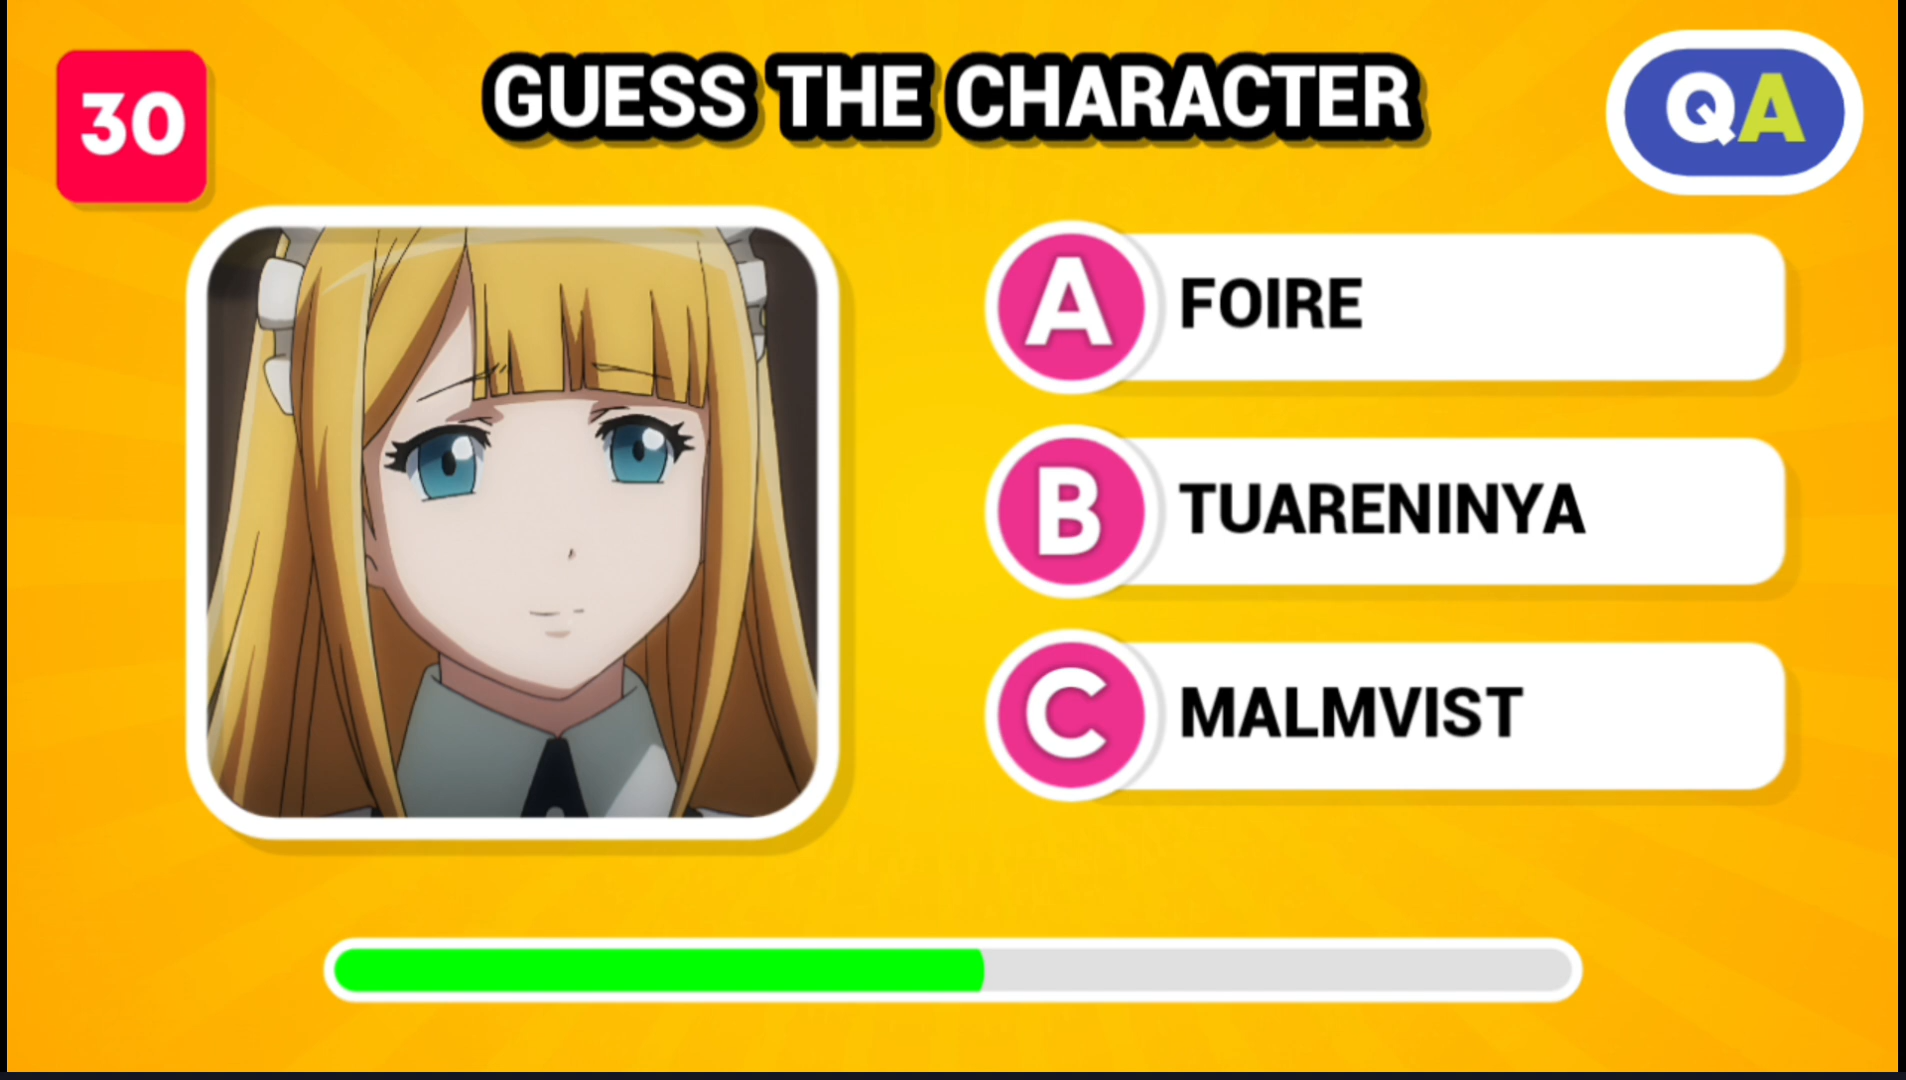 30
GUESS THE CHARACTER
QA
A FOIRE
B TUARENINYA
C MALMVIST